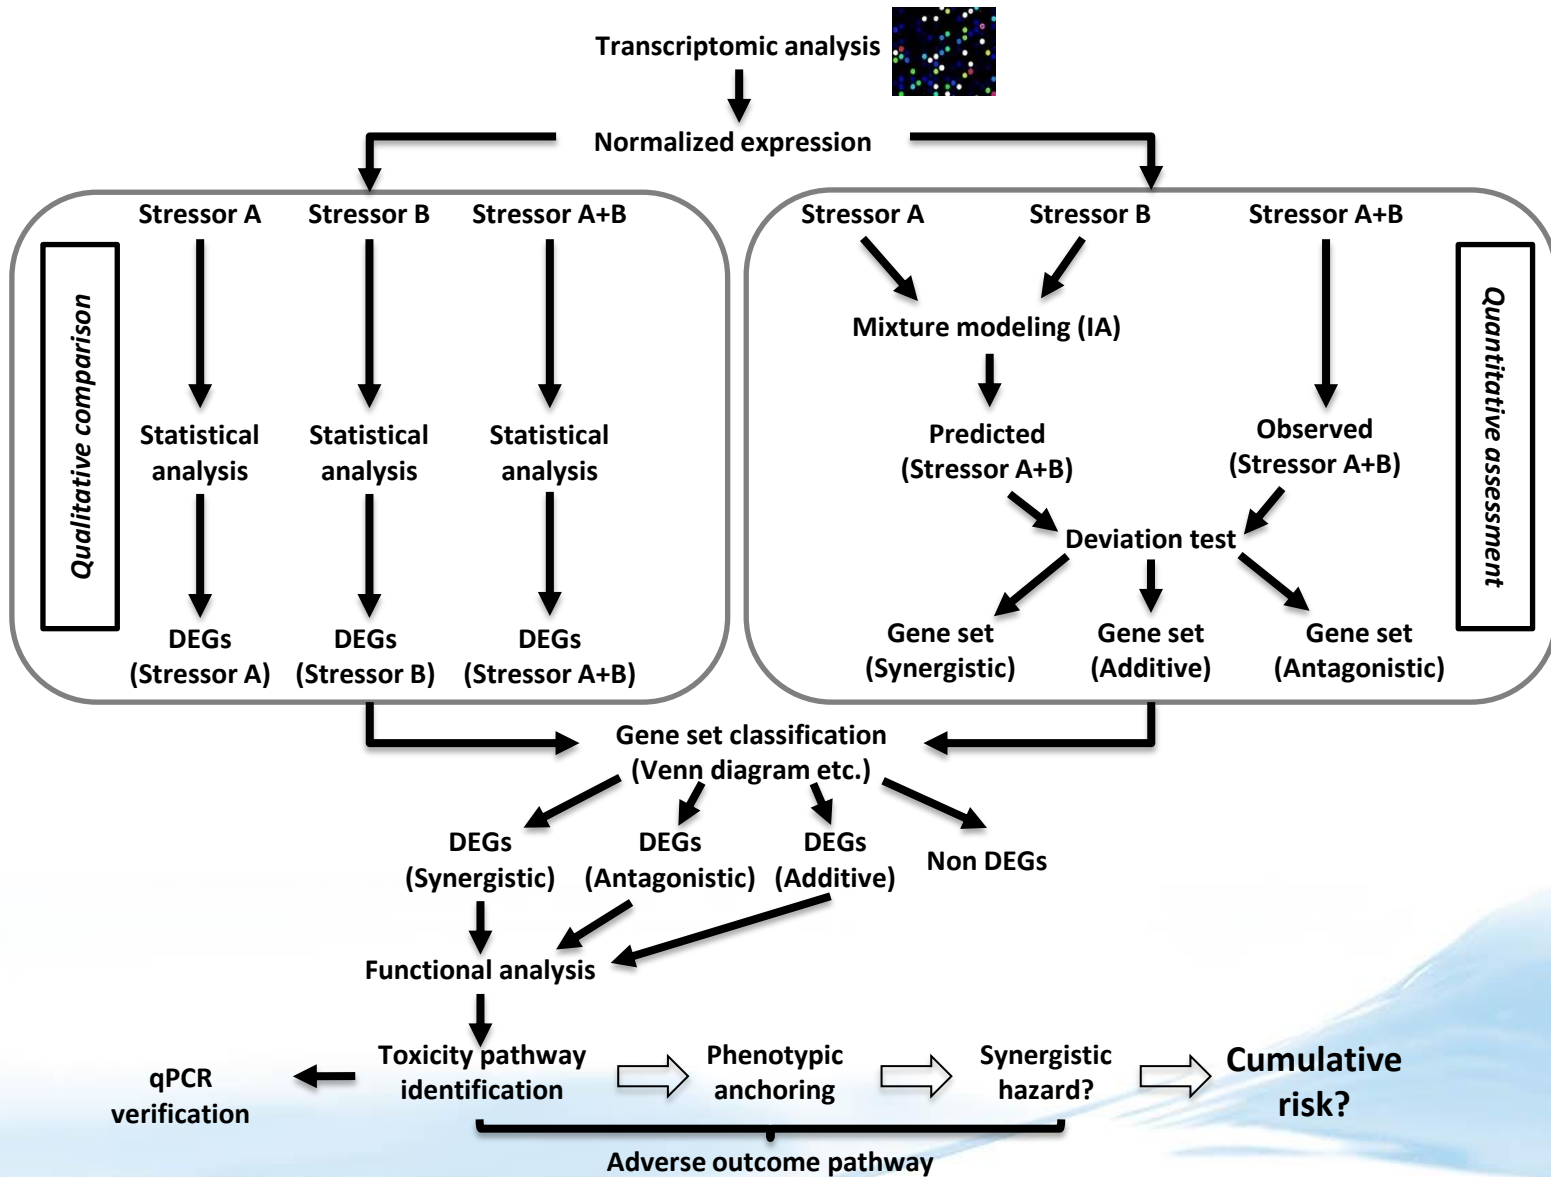 Transcriptomic analysis
Normalized expression
Qualitative comparison
Stressor A
Stressor B
Stressor A+B
Statistical
analysis
Statistical
analysis
Statistical
analysis
DEGs
(Stressor A)
DEGs
(Stressor B)
DEGs
(Stressor A+B)
Stressor A
Stressor B
Stressor A+B
Quantitative assessment
Mixture modeling (IA)
Predicted
(Stressor A+B)
Observed
(Stressor A+B)
Deviation test
Gene set
(Synergistic)
Gene set
(Additive)
Gene set
(Antagonistic)
Gene set classification
(Venn diagram etc.)
DEGs
(Synergistic)
DEGs
(Antagonistic)
DEGs
(Additive)
Non DEGs
Functional analysis
qPCR
verification
Toxicity pathway
identification
Phenotypic
anchoring
Synergistic
hazard?
Cumulative
risk?
Adverse outcome pathway